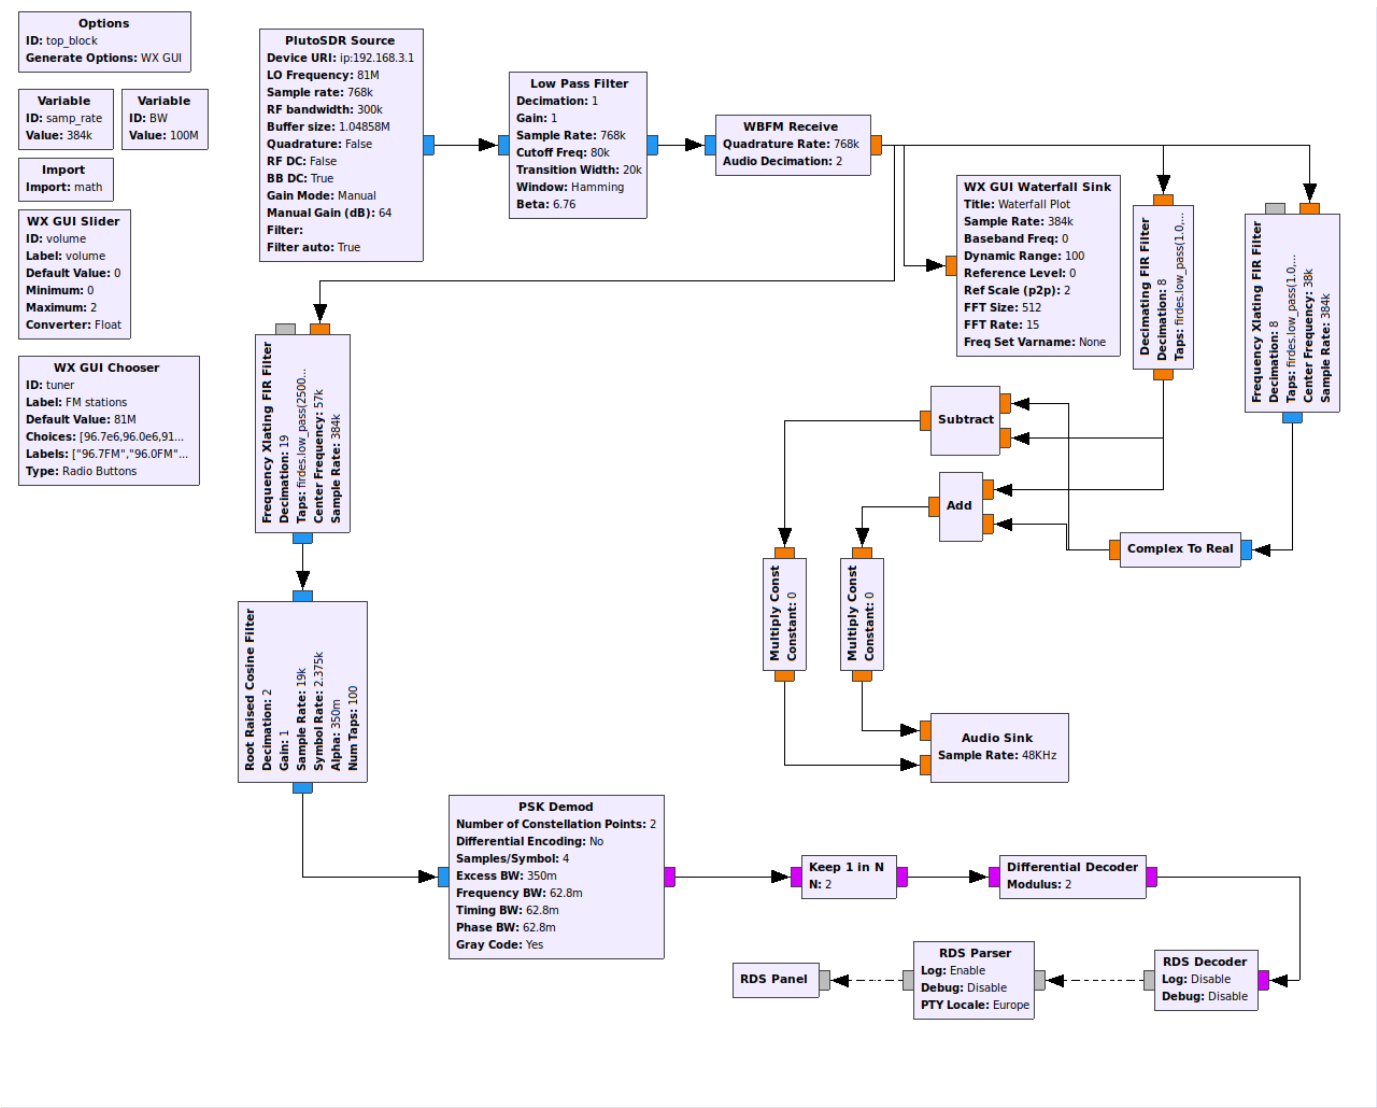 Options
ID: top_block
Generate Options: WX GUI
Variable
ID: samp_rate
Value: 384k
Variable
ID: BW
Value: 100M
Import
Import: math
WX GUI Slider
ID: volume
Label: volume
Default Value: 0
Minimum: 0
Maximum: 2
Converter: Float
WX GUI Chooser
ID: tuner
Label: FM stations
Default Value: 81M
Choices: [96.7e6,96.0e6,91...
Labels: ["96.7FM","96.0FM"...
Type: Radio Buttons
PlutoSDR Source
Device URI: ip:192.168.3.1
LO Frequency: 81M
Sample rate: 768k
RF bandwidth: 300k
Buffer size: 1.04858M
Quadrature: False
RF DC: False
BB DC: True
Gain Mode: Manual
Manual Gain (dB): 64
Filter:
Filter auto: True
Low Pass Filter
Decimation: 1
Gain: 1
Sample Rate: 768k
Cutoff Freq: 80k
Transition Width: 20k
Window: Hamming
Beta: 6.76
WBFM Receive
Quadrature Rate: 768k
Audio Decimation: 2
WX GUI Waterfall Sink
Title: Waterfall Plot
Sample Rate: 384k
Baseband Freq: 0
Dynamic Range: 100
Reference Level: 0
Ref Scale (p2p): 2
FFT Size: 512
FFT Rate: 15
Freq Set Varname: None
Decimating FIR Filter
Decimation: 8
Taps: firdes.low_pass(1.0,...
Frequency Xlating FIR Filter
Decimation: 8
Taps: firdes.low_pass(1.0,...
Center Frequency: 38k
Sample Rate: 384k
Frequency Xlating FIR Filter
Decimation: 19
Taps: firdes.low_pass(2500...
Center Frequency: 57k
Sample Rate: 384k
Subtract
Add
Complex To Real
Multiply Const
Constant: 0
Multiply Const
Constant: 0
Audio Sink
Sample Rate: 48KHz
Root Raised Cosine Filter
Decimation: 2
Gain: 1
Sample Rate: 19k
Symbol Rate: 2.375k
Alpha: 350m
Num Taps: 100
PSK Demod
Number of Constellation Points: 2
Differential Encoding: No
Samples/Symbol: 4
Excess BW: 350m
Frequency BW: 62.8m
Timing BW: 62.8m
Phase BW: 62.8m
Gray Code: Yes
Keep 1 in N
N: 2
Differential Decoder
Modulus: 2
RDS Panel
RDS Parser
Log: Enable
Debug: Disable
PTY Locale: Europe
RDS Decoder
Log: Disable
Debug: Disable